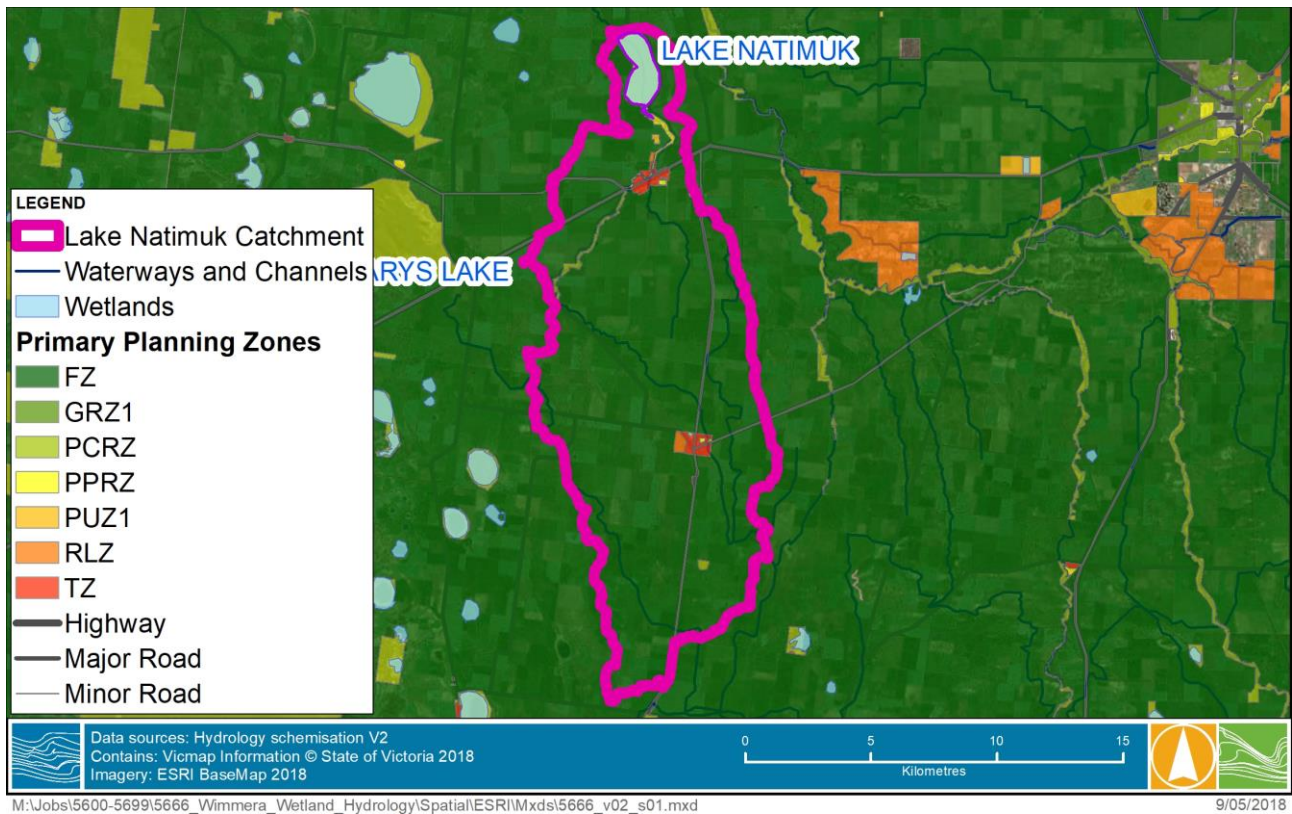 LAKE NATIMUK
LEGEND
Lake Natimuk Catchment
Waterways and Channels
ARYS LAKE
Wetlands
Primary Planning Zones
FZ
GRZ1
PCRZ
PPRZ
PUZ1
RLZ
TZ
Highway
Major Road
Minor Road
Data sources: Hydrology schemisation V2
Contains: Vicmap Information © State of Victoria 2018
Imagery: ESRI BaseMap 2018
0 5 10 15
Kilometres
M:\Jobs\5600-5699\5666_Wimmera_Wetland_Hydrology\Spatial\ESRI\Mxds\5666_v02_s01.mxd
9/05/2018